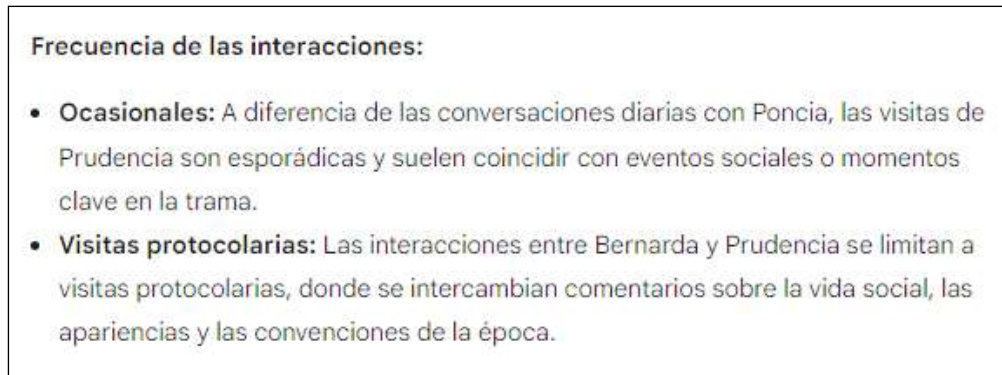 Frecuencia de las interacciones:
• Ocasionales: A diferencia de las conversaciones diarias con Poncia, las visitas de
Prudencia son esporádicas y suelen coincidir con eventos sociales o momentos
clave en la trama.
• Visitas protocolarias: Las interacciones entre Bernarda y Prudencia se limitan a
visitas protocolarias, donde se intercambian comentarios sobre la vida social, las
apariencias y las convenciones de la época.